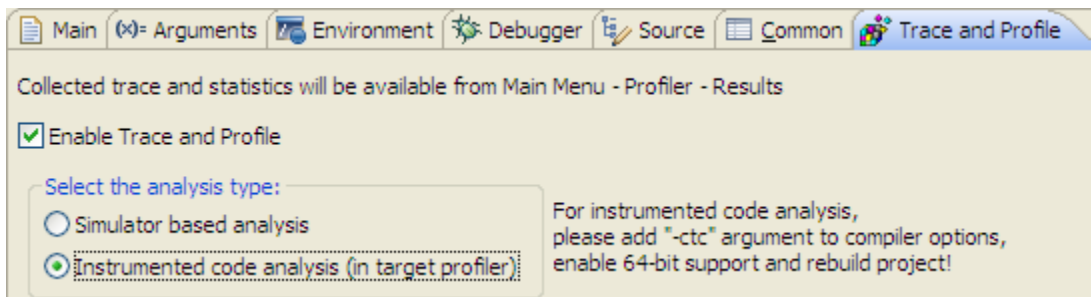 Main (x)= Arguments Environment Debugger Source Common Trace and Profile
Collected trace and statistics will be available from Main Menu - Profiler - Results
Enable Trace and Profile
Select the analysis type:
Simulator based analysis
Instrumented code analysis (in target profiler)
For instrumented code analysis,
please add "-ctc" argument to compiler options,
enable 64-bit support and rebuild project!